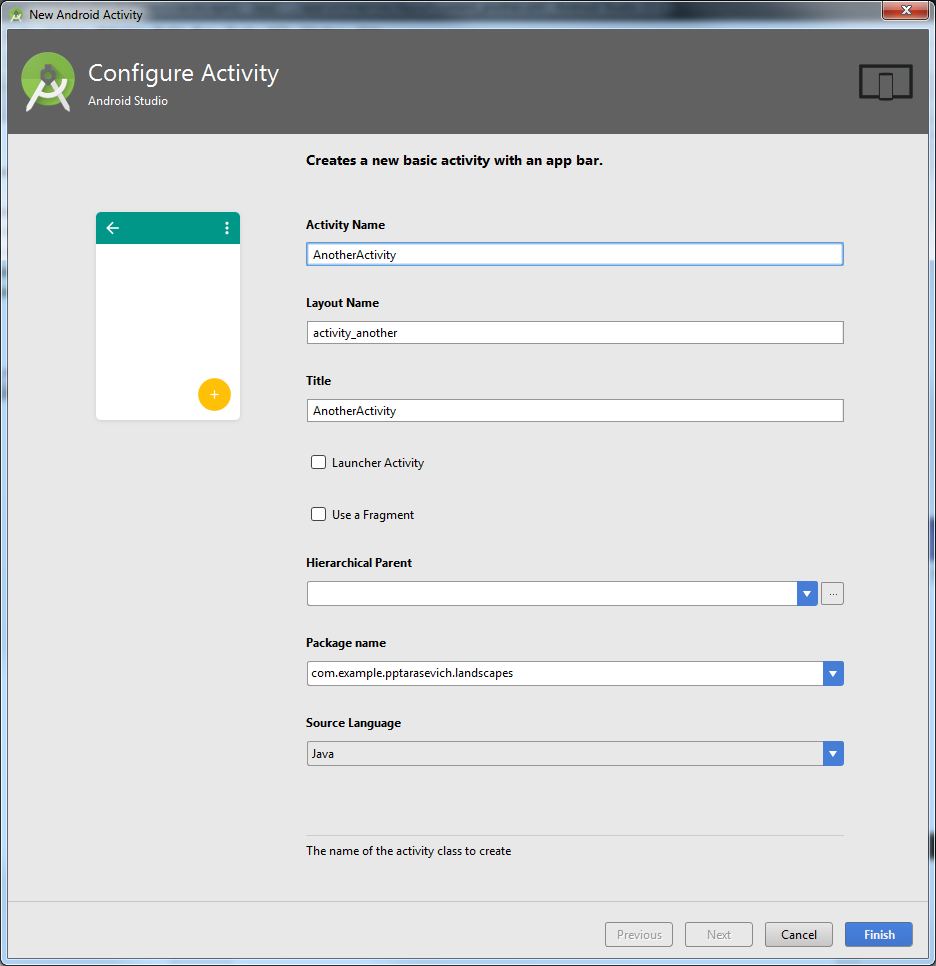 New Android Activity
Configure Activity
Android Studio
Creates a new basic activity with an app bar.
Activity Name
AnotherActivity
Layout Name
activity_another
Title
AnotherActivity
Launcher Activity
Use a Fragment
Hierarchical Parent
...
Package name
com.example.pptarasevich.landscapes
Source Language
Java
The name of the activity class to create
Previous Next Cancel Finish